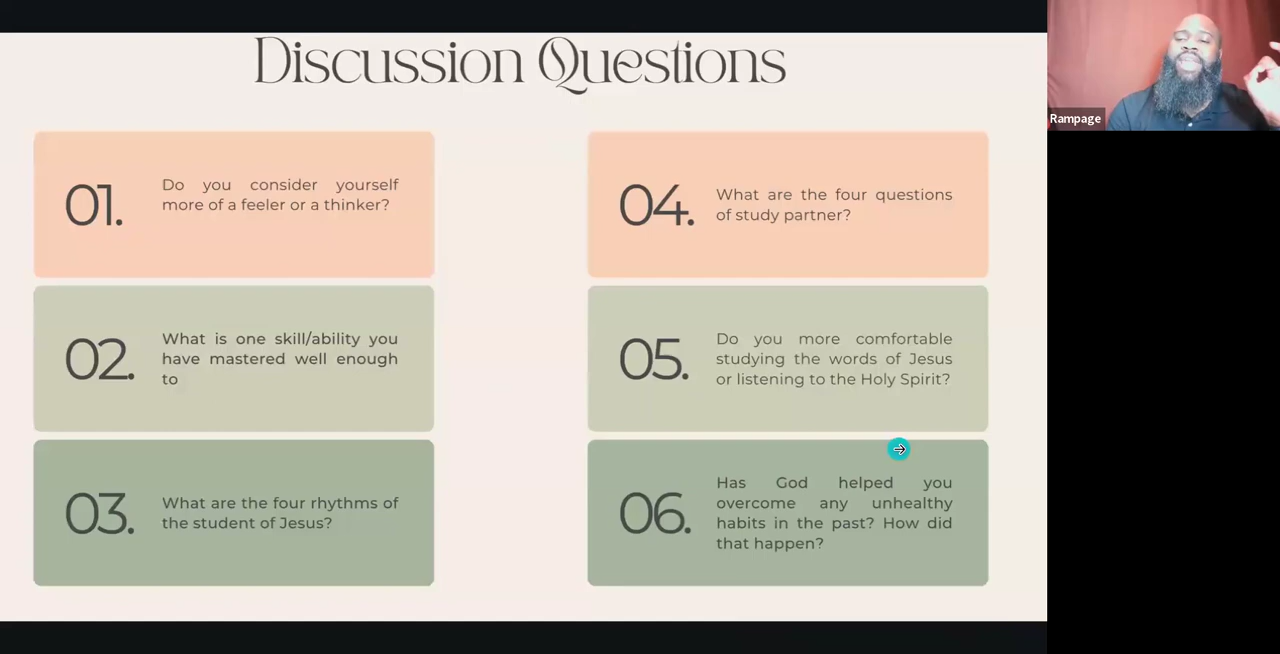 Discussion Questions
01.
Do you consider yourself
more of a feeler or a thinker?
02.
What is one skill/ability you
have mastered well enough
to
03.
What are the four rhythms of
the student of Jesus?
04.
What are the four questions
of study partner?
05.
Do you more comfortable
studying the words of Jesus
or listening to the Holy Spirit?
06.
Has God helped you
overcome any unhealthy
habits in the past? How did
that happen?
Rampage